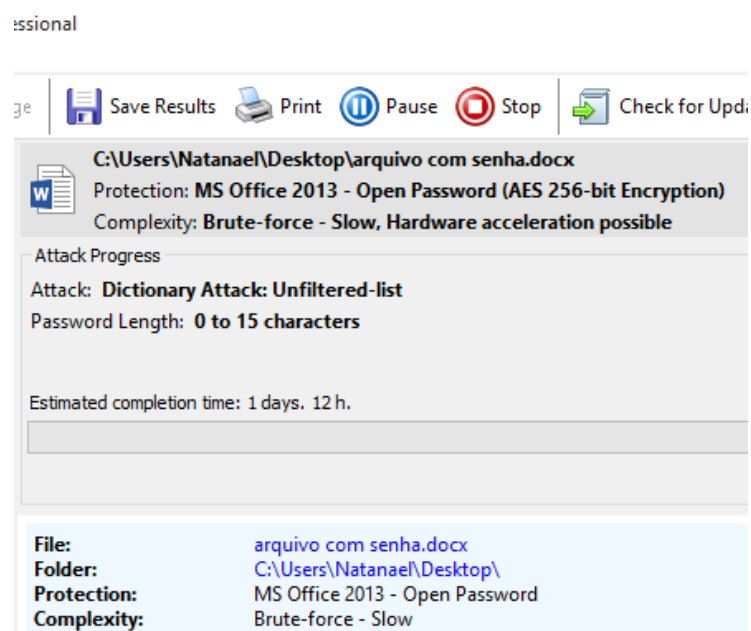 essional
ge Save Results Print Pause Stop Check for Upda
C:\Users\Natanael\Desktop\arquivo com senha.docx
Protection: MS Office 2013 - Open Password (AES 256-bit Encryption)
Complexity: Brute-force - Slow, Hardware acceleration possible
Attack Progress
Attack: Dictionary Attack: Unfiltered-list
Password Length: 0 to 15 characters
Estimated completion time: 1 days. 12 h.
File: arquivo com senha.docx
Folder: C:\Users\Natanael\Desktop\
Protection: MS Office 2013 - Open Password
Complexity: Brute-force - Slow